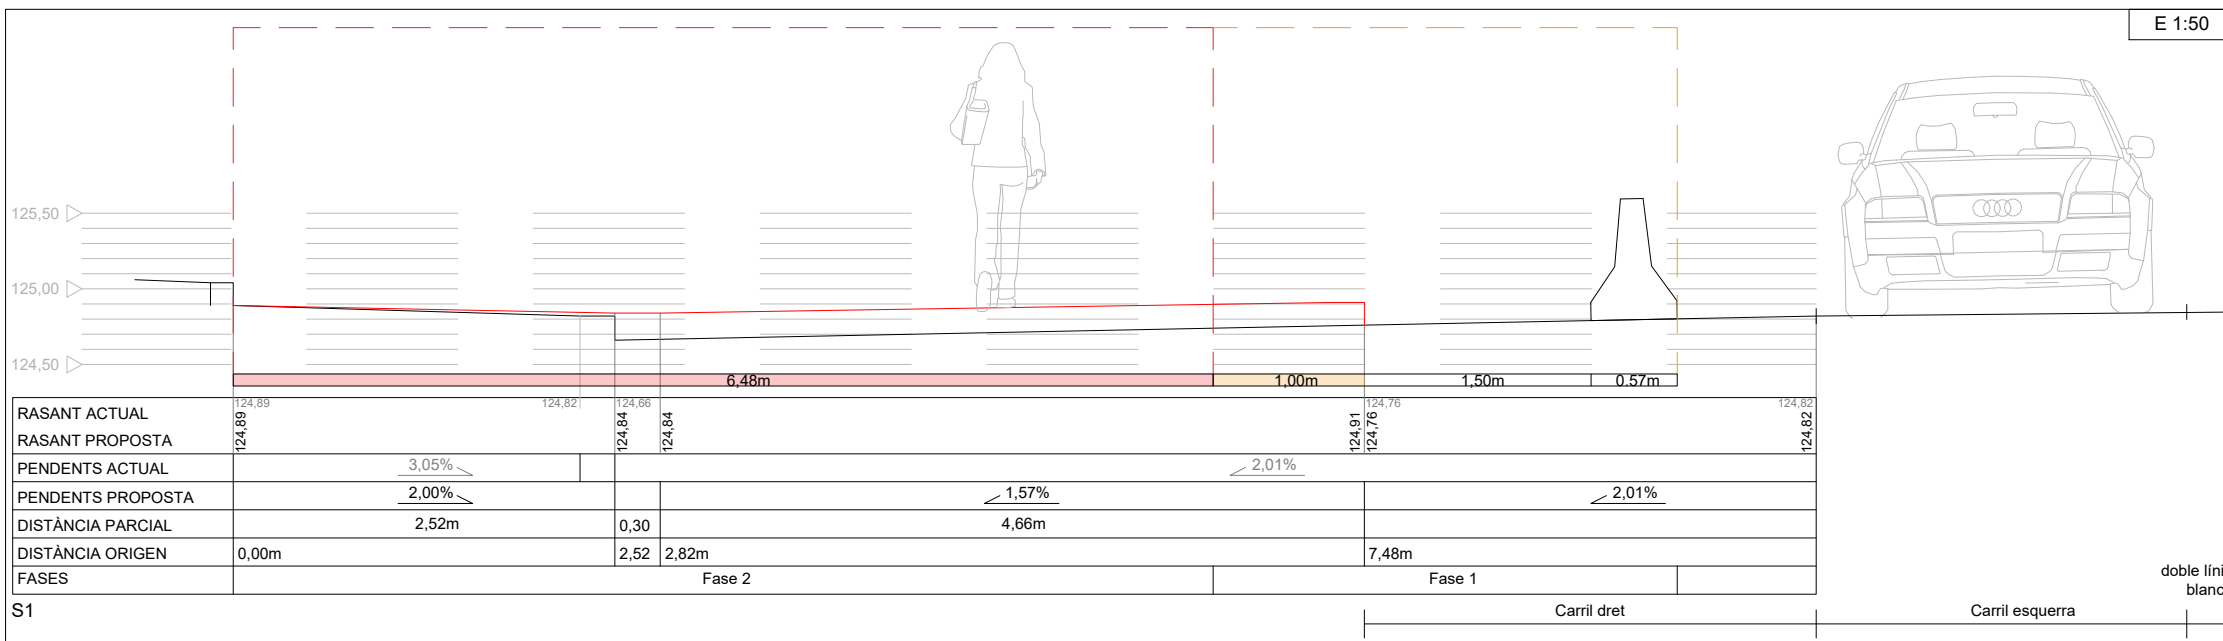 E 1:50
125,50
125,00
124,50
6,48m 1,00m 1,50m 0.57m
RASANT ACTUAL 124,89 124,82 124,66 124,76 124,82
RASANT PROPOSTA 124,89 124,84 124,84 124,91 124,76 124,82
PENDENTS ACTUAL 3,05% 2,01%
PENDENTS PROPOSTA 2,00% 1,57% 2,01%
DISTÀNCIA PARCIAL 2,52m 0,30 4,66m
DISTÀNCIA ORIGEN 0,00m 2,52 2,82m 7,48m
FASES Fase 2 Fase 1
doble líni
blanc
S1 Carril dret Carril esquerra